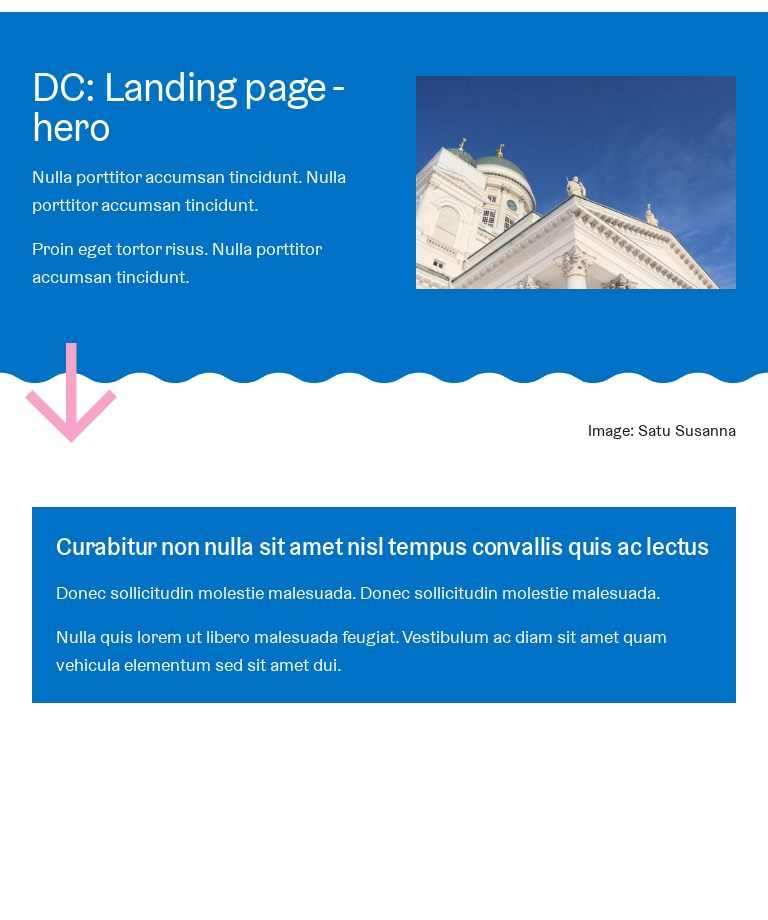 DC: Landing page -
hero
Nulla porttitor accumsan tincidunt. Nulla
porttitor accumsan tincidunt.
Proin eget tortor risus. Nulla porttitor
accumsan tincidunt.
Image: Satu Susanna
Curabitur non nulla sit amet nisl tempus convallis quis ac lectus
Donec sollicitudin molestie malesuada. Donec sollicitudin molestie malesuada.
Nulla quis lorem ut libero malesuada feugiat. Vestibulum ac diam sit amet quam
vehicula elementum sed sit amet dui.